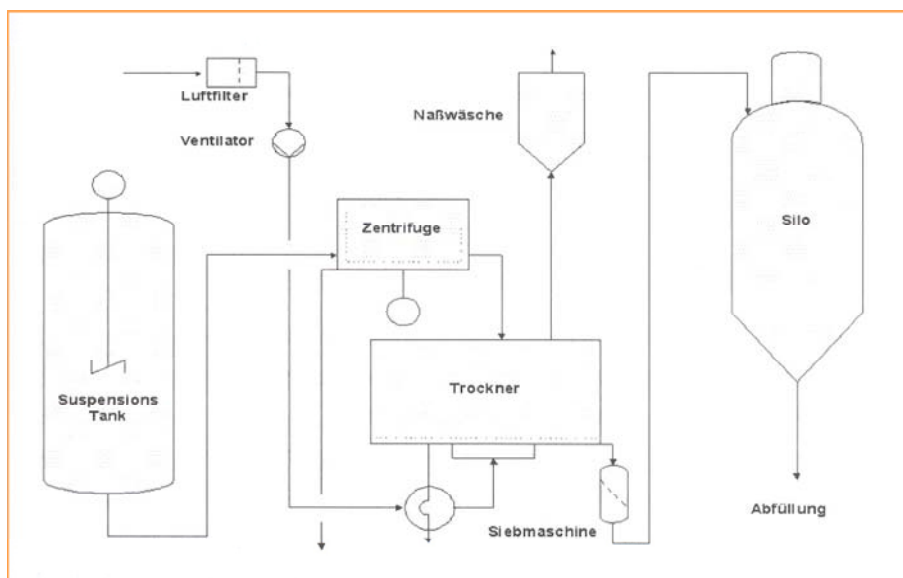 Luftfilter
Ventilator
Naßwäsche
Zentrifuge
Silo
Suspensions
Tank
Trockner
Siebmaschine
Abfüllung